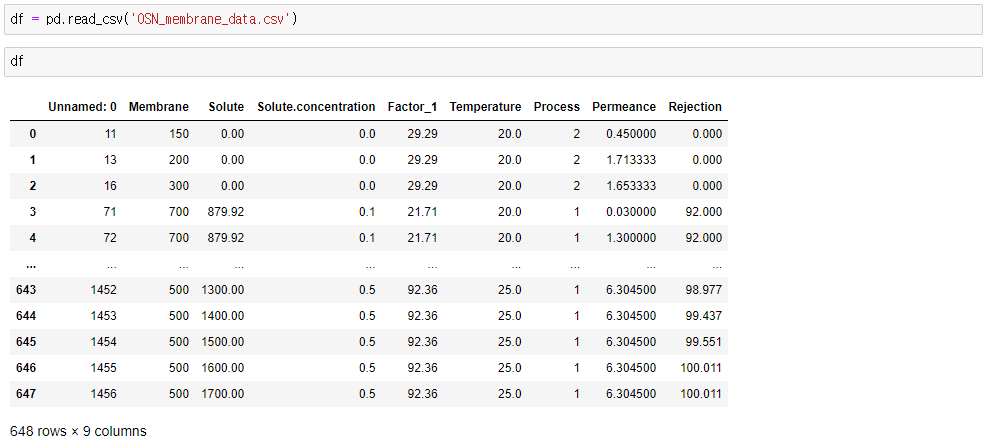 df = pd.read_csv('OSN_membrane_data.csv')
df
Unnamed: 0 Membrane Solute Solute.concentration Factor_1 Temperature Process Permeance Rejection
0 11 150 0.00 0.0 29.29 20.0 2 0.450000 0.000
1 13 200 0.00 0.0 29.29 20.0 2 1.713333 0.000
2 16 300 0.00 0.0 29.29 20.0 2 1.653333 0.000
3 71 700 879.92 0.1 21.71 20.0 1 0.030000 92.000
4 72 700 879.92 0.1 21.71 20.0 1 1.300000 92.000
... ... ... ... ... ... ... ... ... ...
643 1452 500 1300.00 0.5 92.36 25.0 1 6.304500 98.977
644 1453 500 1400.00 0.5 92.36 25.0 1 6.304500 99.437
645 1454 500 1500.00 0.5 92.36 25.0 1 6.304500 99.551
646 1455 500 1600.00 0.5 92.36 25.0 1 6.304500 100.011
647 1456 500 1700.00 0.5 92.36 25.0 1 6.304500 100.011
648 rows × 9 columns